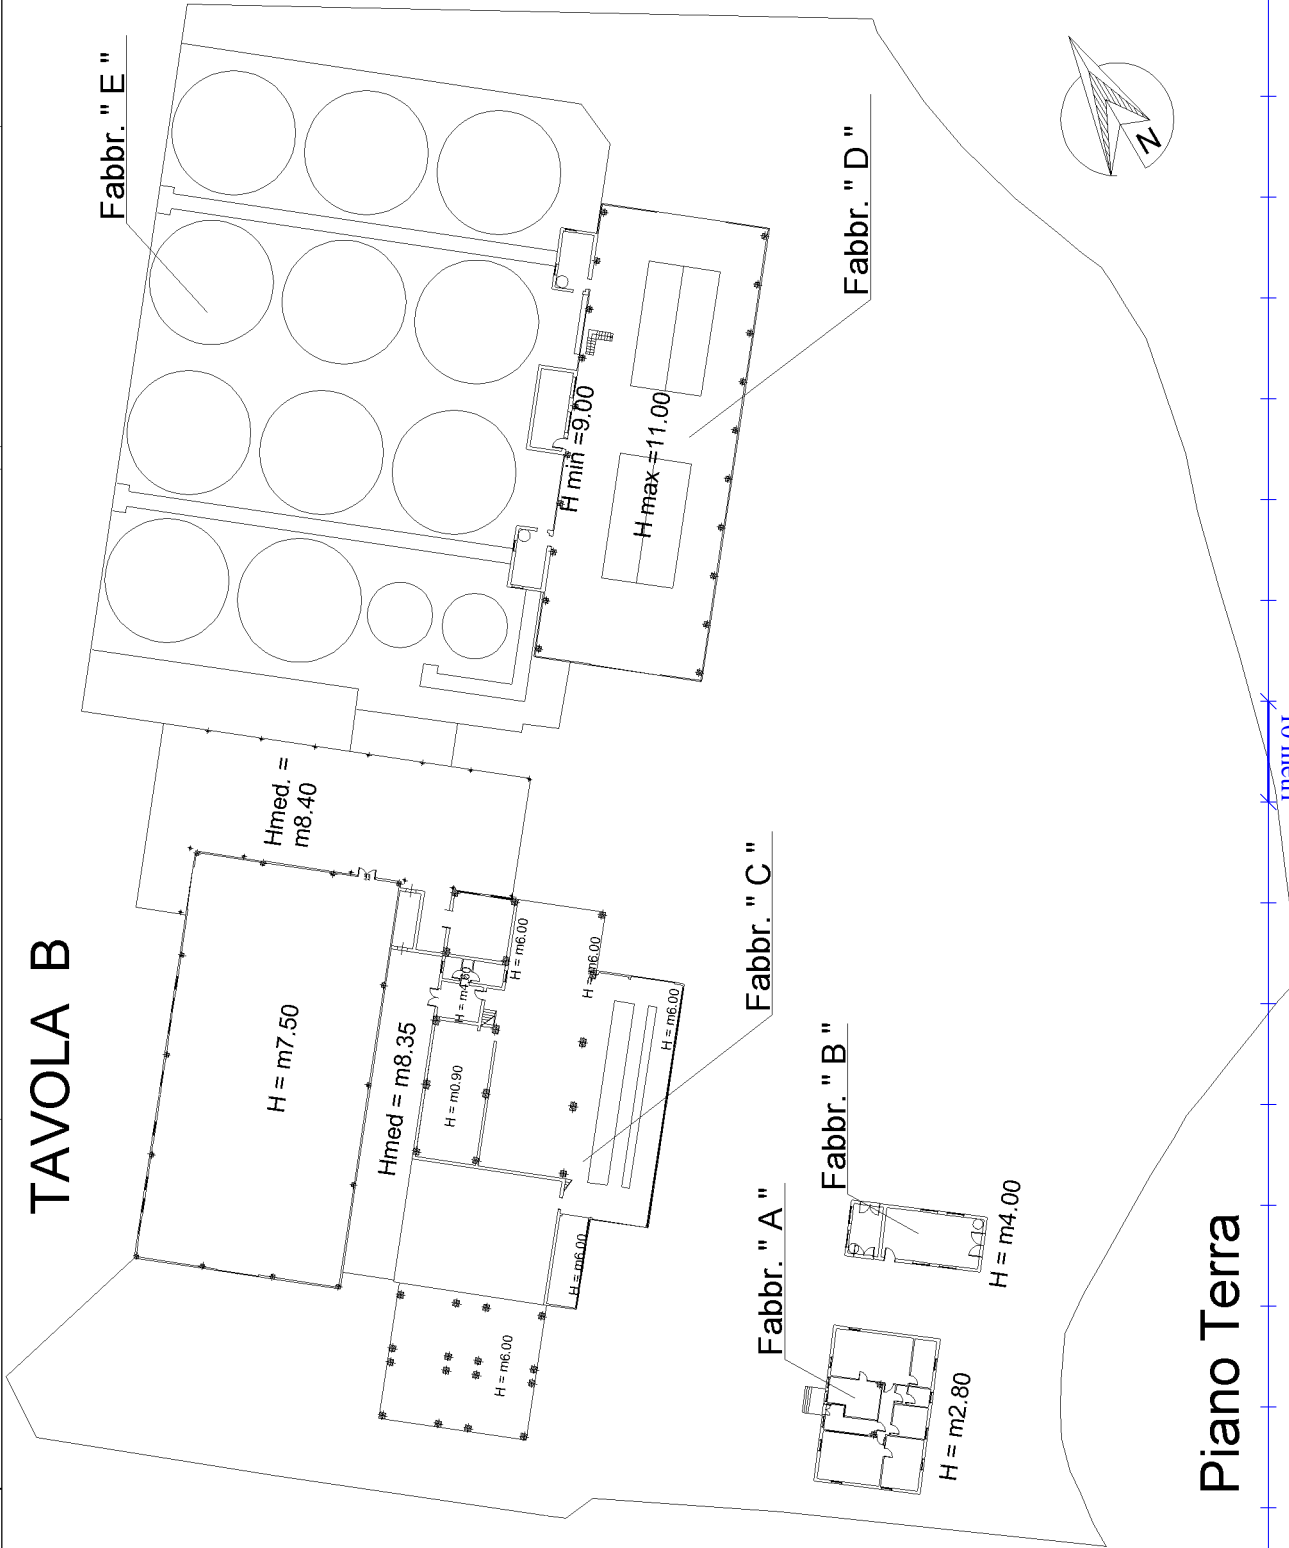 TAVOLA B
Fabbr. " E "
Fabbr. " D "
H min =9.00
H max =11.00
Hmed. =
m8.40
H = m7.50
Hmed = m8.35
H = m0.90
H = m6.00
H = m6.00
H = m6.00
H = m6.00
H = m6.00
Fabbr. " C "
Fabbr. " B "
H = m4.00
Fabbr. " A "
H = m2.80
N
Piano Terra